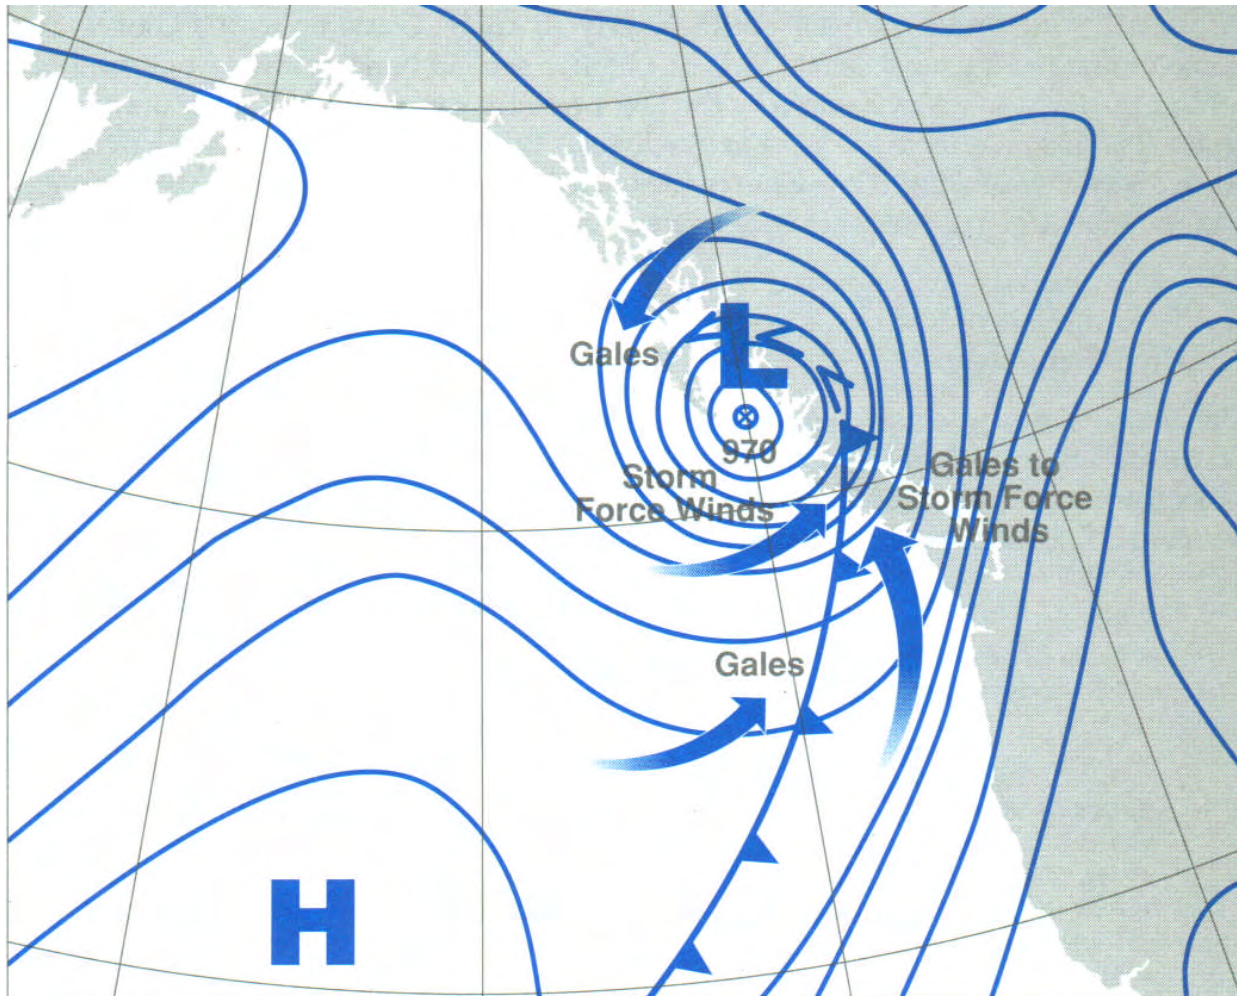 L
Gales
970
Storm
Force Winds
Gales to
Storm Force
Winds
Gales
H